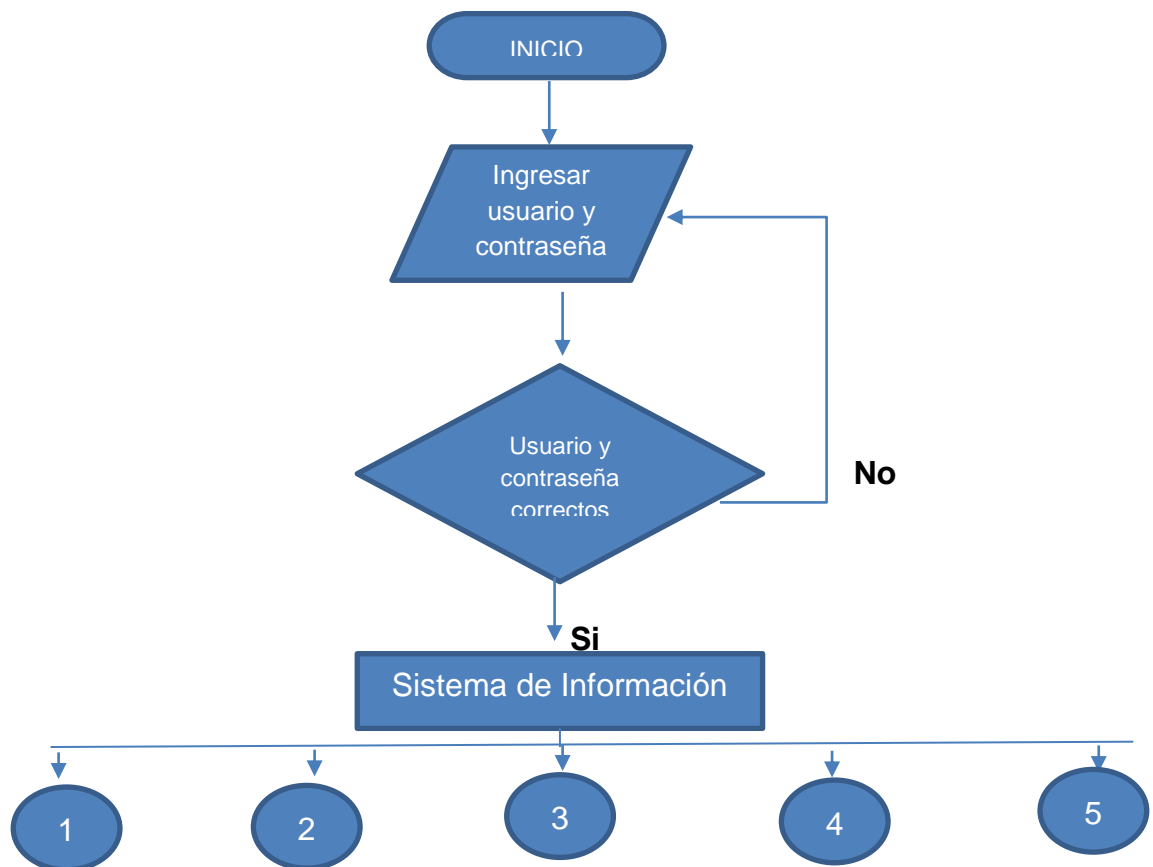 INICIO
Ingresar
usuario y
contraseña
Usuario y
contraseña
correctos
No
Si
Sistema de Información
1
2
3
4
5